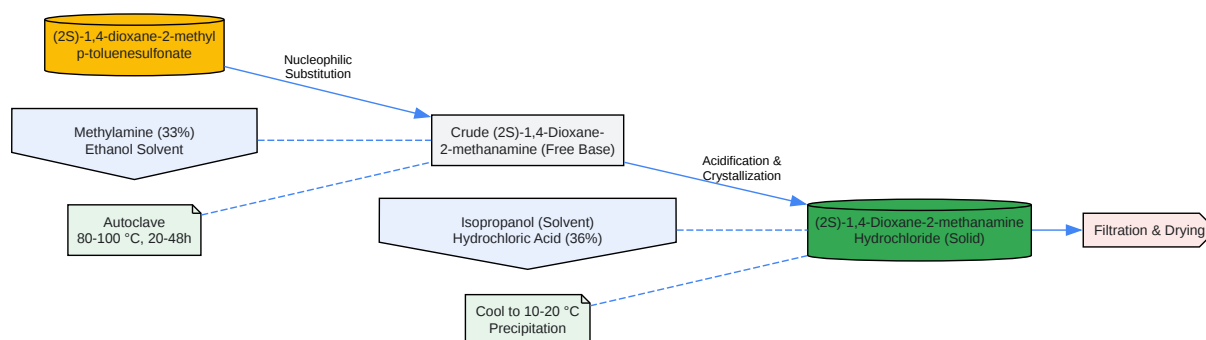 (2S)-1,4-dioxane-2-methyl
p-toluenesulfonate
Nucleophilic
Substitution
Methylamine (33%)
Ethanol Solvent
Crude (2S)-1,4-Dioxane-
2-methanamine (Free Base)
Autoclave
80-100 °C, 20-48h
Acidification &
Crystallization
Isopropanol (Solvent)
Hydrochloric Acid (36%)
(2S)-1,4-Dioxane-2-methanamine
Hydrochloride (Solid)
Filtration & Drying
Cool to 10-20 °C
Precipitation